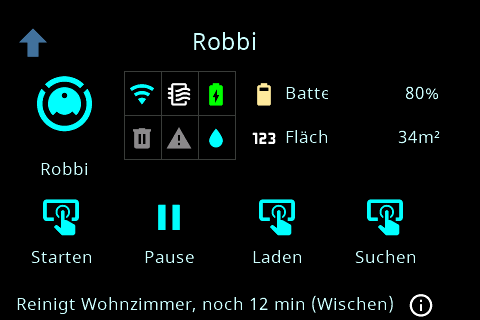 Robbi
Batte 80%
123 Fläch 34m²
Robbi
Starten Pause Laden Suchen
Reinigt Wohnzimmer, noch 12 min (Wischen)